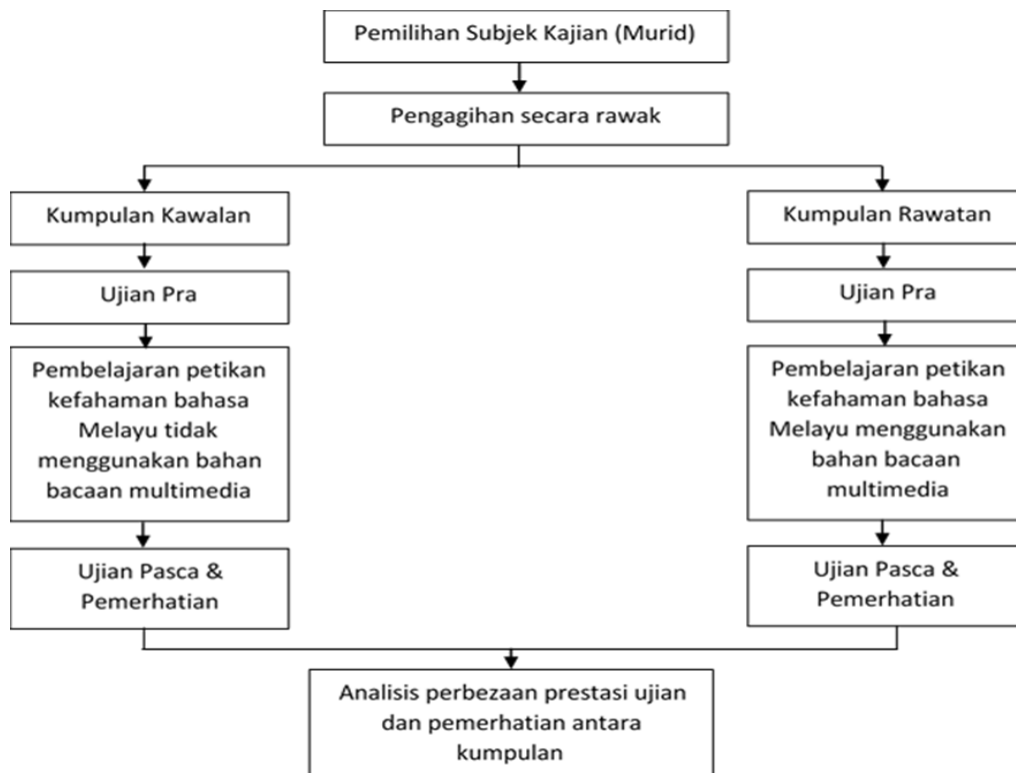 Pemilihan Subjek Kajian (Murid)
Pengagihan secara rawak
Kumpulan Kawalan
Ujian Pra
Pembelajaran petikan
kefahaman bahasa
Melayu tidak
menggunakan bahan
bacaan multimedia
Ujian Pasca &
Pemerhatian
Kumpulan Rawatan
Ujian Pra
Pembelajaran petikan
kefahaman bahasa
Melayu menggunakan
bahan bacaan
multimedia
Ujian Pasca &
Pemerhatian
Analisis perbezaan prestasi ujian
dan pemerhatian antara
kumpulan